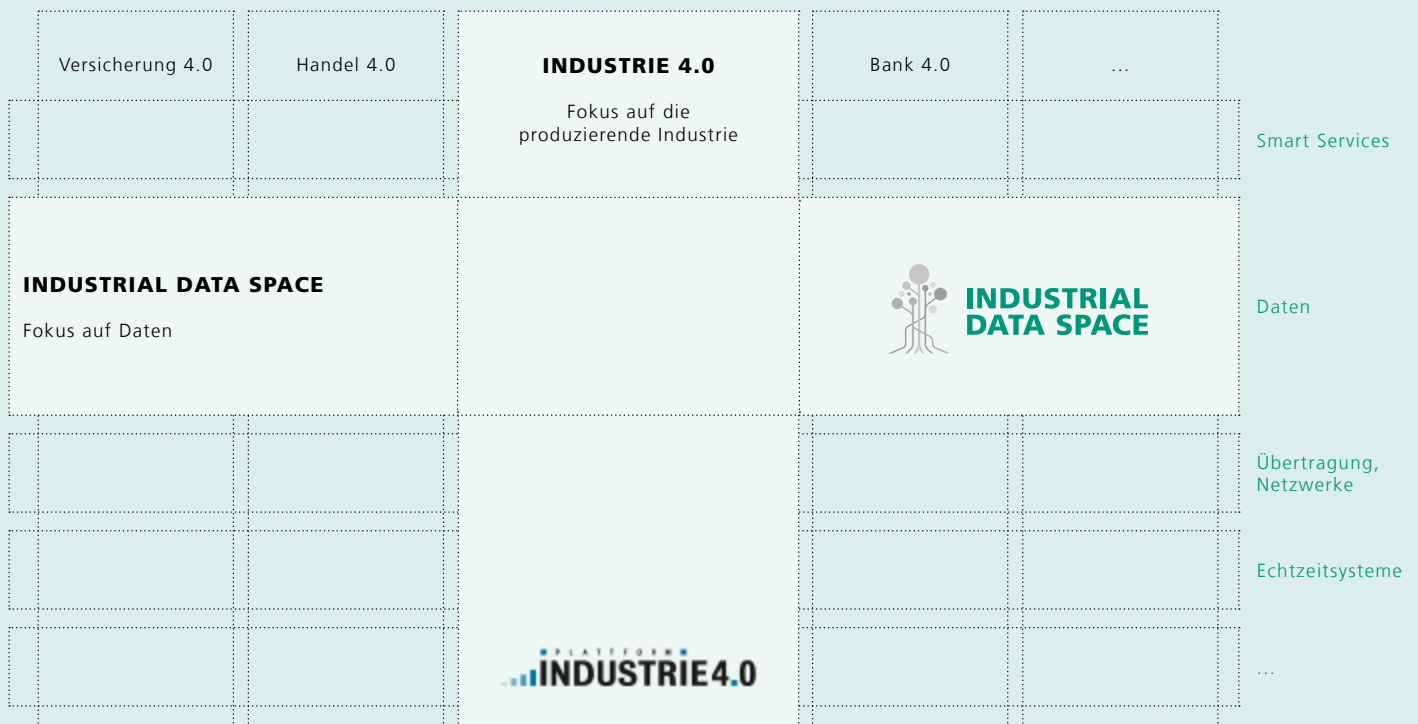 Versicherung 4.0
Handel 4.0
INDUSTRIE 4.0
Bank 4.0
...
Fokus auf die
produzierende Industrie
Smart Services
INDUSTRIAL DATA SPACE
Fokus auf Daten
INDUSTRIAL
DATA SPACE
Daten
Übertragung,
Netzwerke
Echtzeitsysteme
PLATTFORM
INDUSTRIE4.0
...